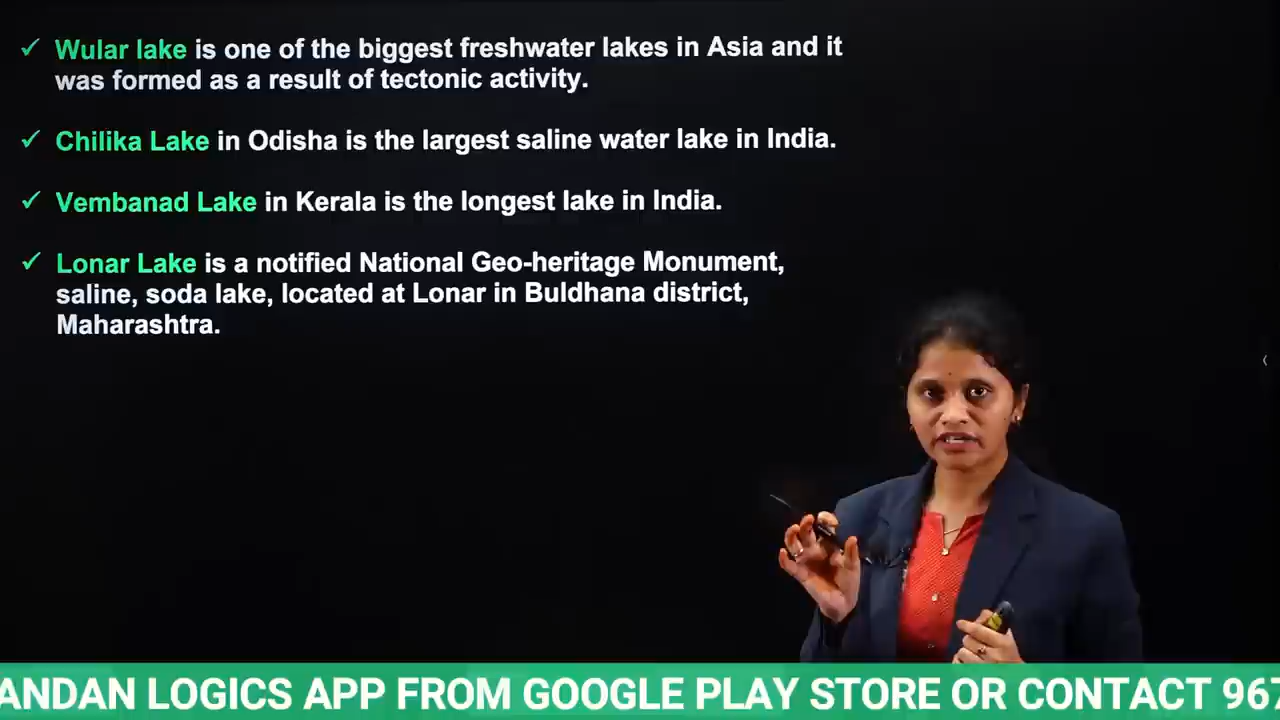 Wular lake is one of the biggest freshwater lakes in Asia and it
was formed as a result of tectonic activity.
Chilika Lake in Odisha is the largest saline water lake in India.
Vembanad Lake in Kerala is the longest lake in India.
Lonar Lake is a notified National Geo-heritage Monument,
saline, soda lake, located at Lonar in Buldhana district,
Maharashtra.
ANDAN LOGICS APP FROM GOOGLE PLAY STORE OR CONTACT 967